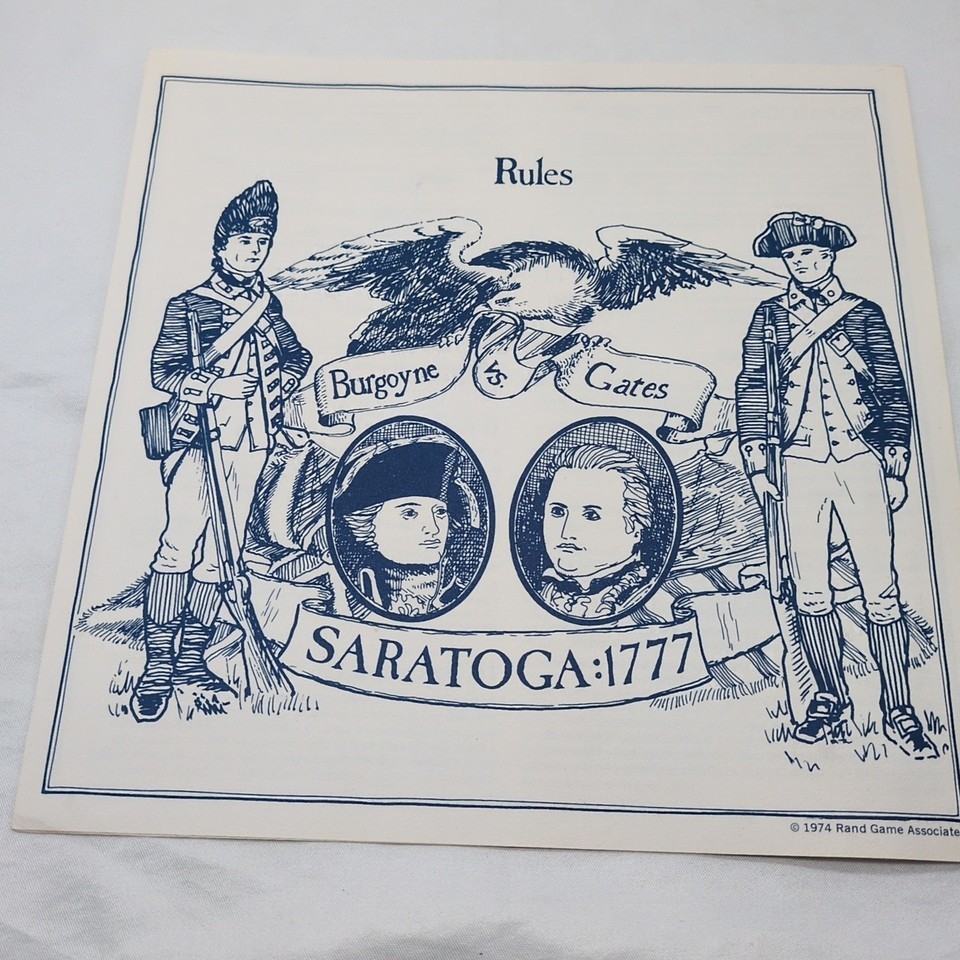 Rules
Burgoyne vs. Gates
SARATOGA:1777
© 1974 Rand Game Associate